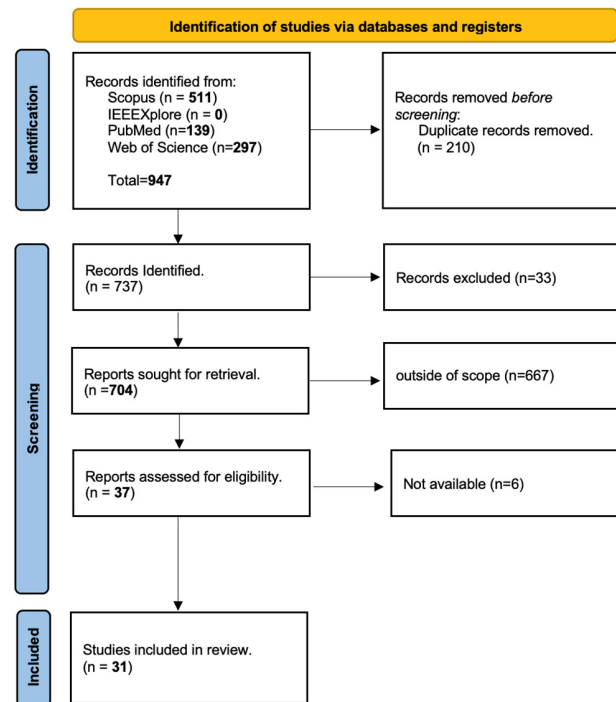 Identification of studies via databases and registers
Identification
Records identified from:
Scopus (n = 511)
IEEEXplore (n = 0)
PubMed (n=139)
Web of Science (n=297)
Total=947
Records removed before
screening:
Duplicate records removed.
(n = 210)
Screening
Records Identified.
(n = 737)
Records excluded (n=33)
Reports sought for retrieval.
(n =704)
outside of scope (n=667)
Reports assessed for eligibility.
(n = 37)
Not available (n=6)
Included
Studies included in review.
(n = 31)